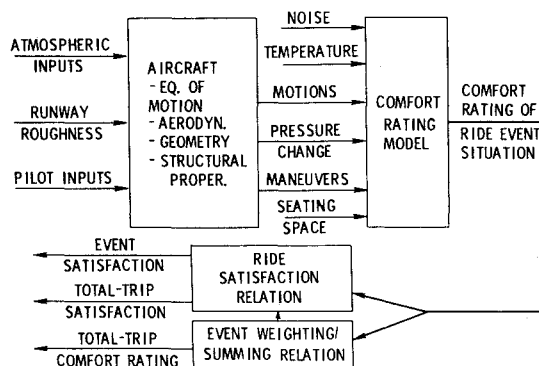 ATMOSPHERIC
INPUTS
RUNWAY
ROUGHNESS
PILOT INPUTS
AIRCRAFT
- EQ. OF
MOTION
- AERODYN.
- GEOMETRY
- STRUCTURAL
PROPER.
NOISE
TEMPERATURE
MOTIONS
PRESSURE
CHANGE
MANEUVERS
SEATING
SPACE
COMFORT
RATING
MODEL
COMFORT
RATING OF
RIDE EVENT
SITUATION
EVENT
SATISFACTION
TOTAL-TRIP
SATISFACTION
TOTAL-TRIP
COMFORT RATING
RIDE
SATISFACTION
RELATION
EVENT WEIGHTING/
SUMMING RELATION